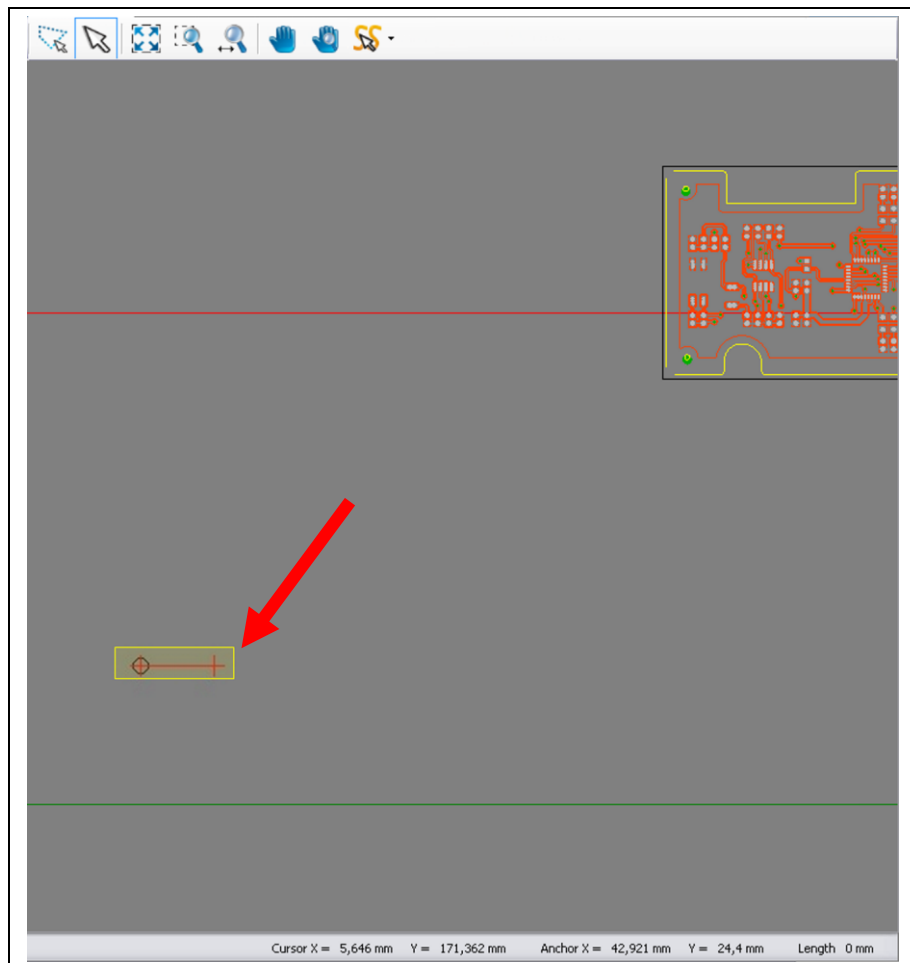 Cursor X = 5,646 mm Y = 171,362 mm Anchor X = 42,921 mm Y = 24,4 mm Length 0 mm